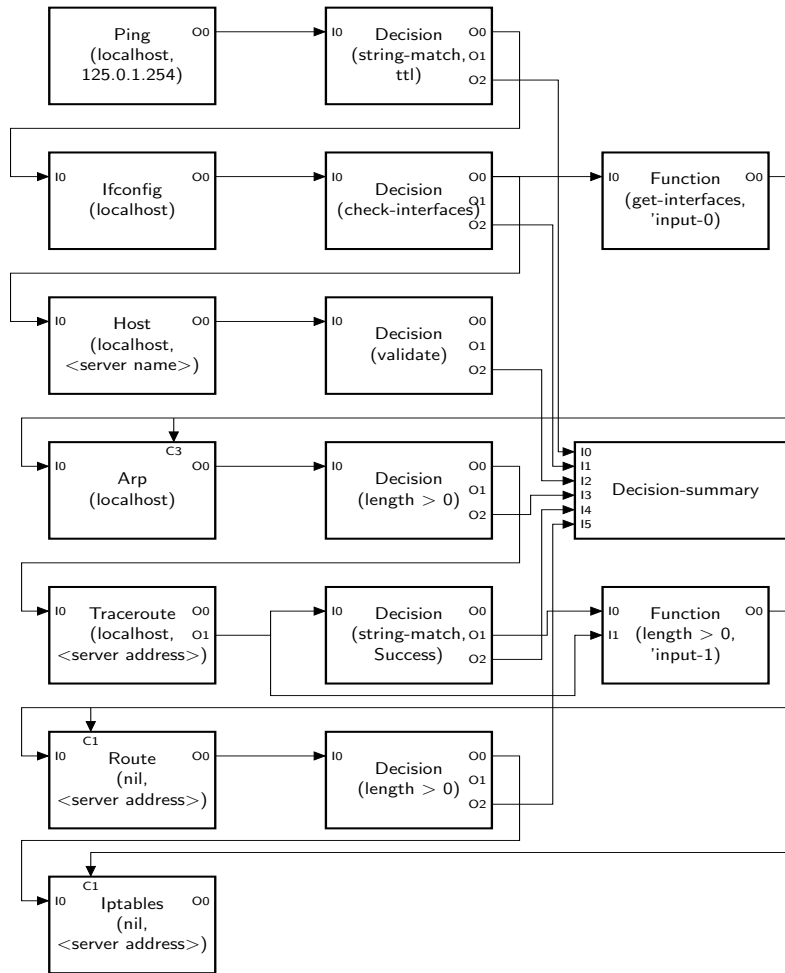 Ping
(localhost,
125.0.1.254)
O0
I0
Decision
(string-match,
ttl)
O0
O1
O2
I0
Ifconfig
(localhost)
O0
I0
Decision
(check-interfaces)
O0
O1
O2
I0
Function
(get-interfaces,
'input-0)
O0
I0
Host
(localhost,
<server name>)
O0
I0
Decision
(validate)
O0
O1
O2
I0
C3
Arp
(localhost)
O0
I0
Decision
(length > 0)
O0
O1
O2
I0
I1
I2
I3
I4
I5
Decision-summary
I0
Traceroute
(localhost,
<server address>)
O0
O1
I0
Decision
(string-match,
Success)
O0
O1
O2
I0
I1
Function
(length > 0,
'input-1)
O0
I0
C1
Route
(nil,
<server address>)
O0
I0
Decision
(length > 0)
O0
O1
O2
I0
C1
Iptables
(nil,
<server address>)
O0